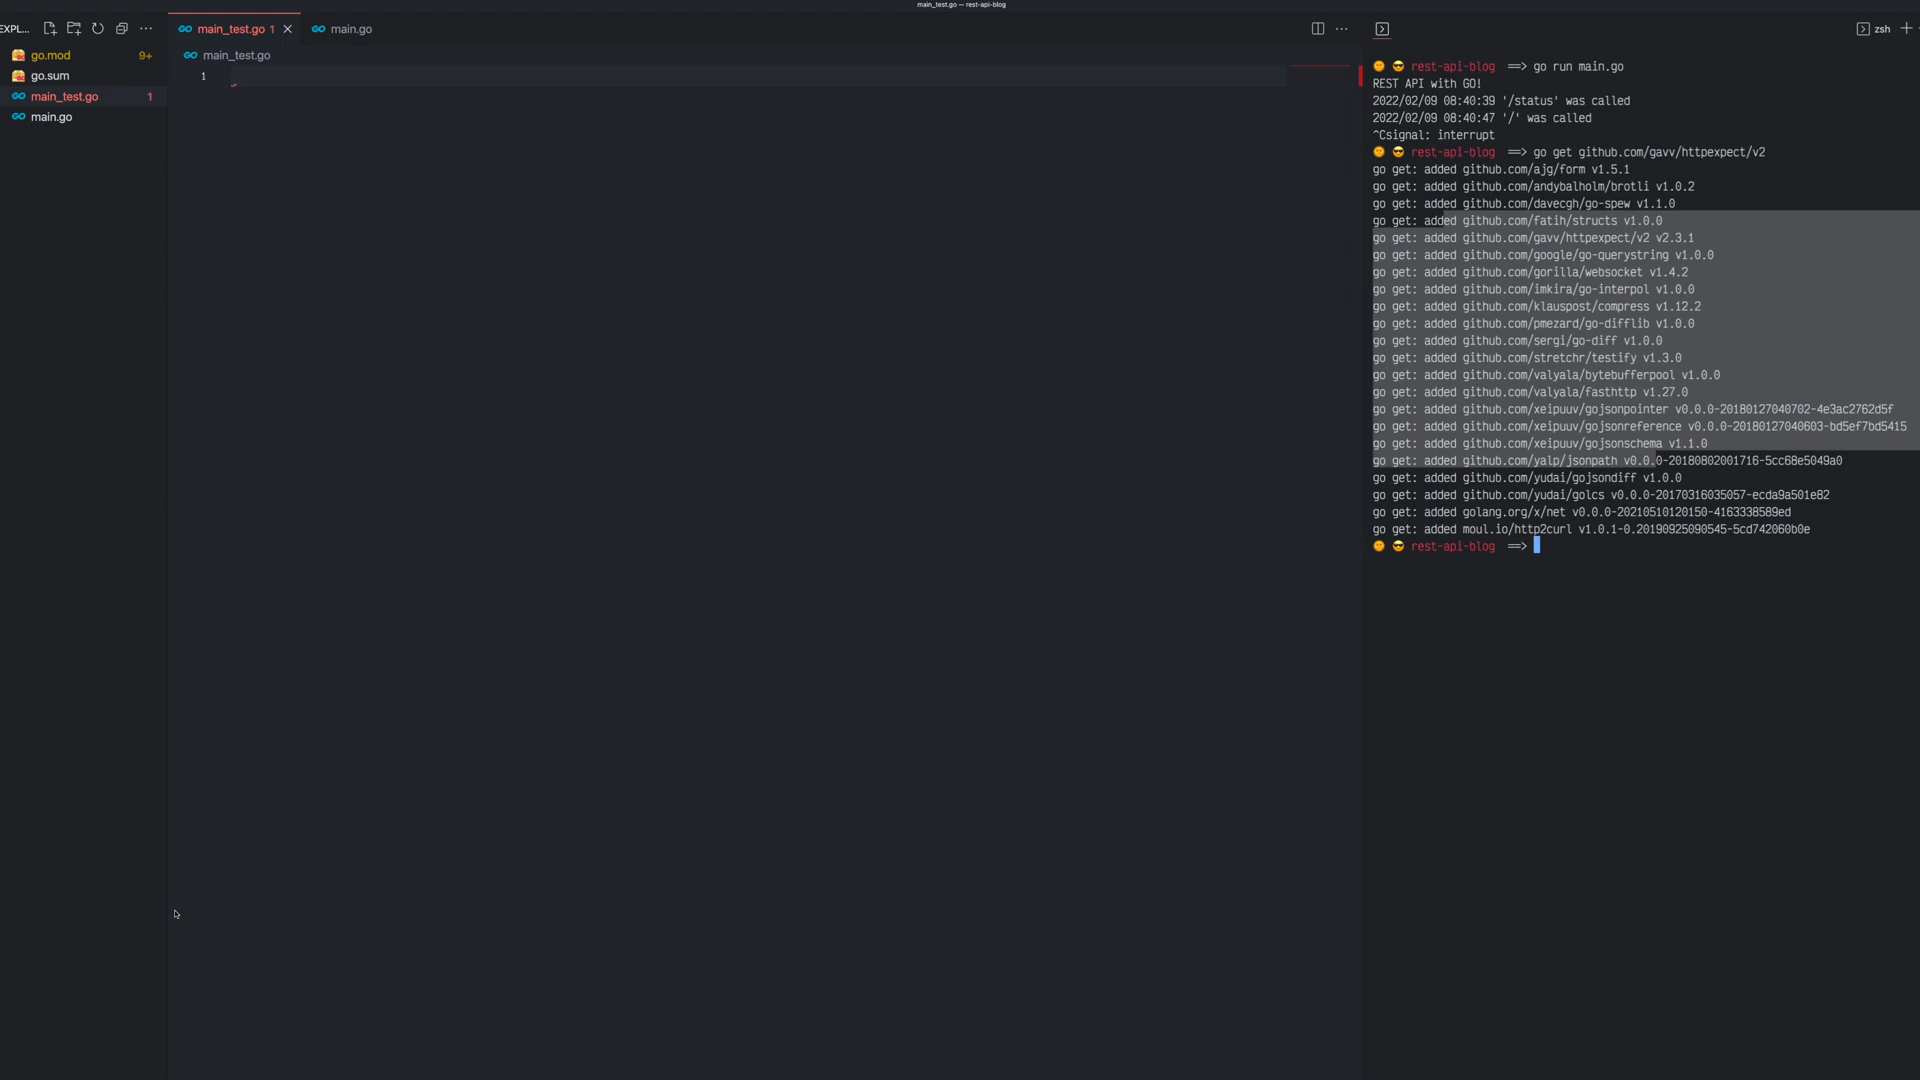 main_test.go — rest-api-blog
EXPL...
main_test.go 1
main.go
zsh
go.mod 9+
go.sum
main_test.go 1
main.go
main_test.go
1
rest-api-blog ==> go run main.go
REST API with GO!
2022/02/09 08:40:39 '/status' was called
2022/02/09 08:40:47 '/' was called
^Csignal: interrupt
rest-api-blog ==> go get github.com/gavv/httpexpect/v2
go get: added github.com/ajg/form v1.5.1
go get: added github.com/andybalholm/brotli v1.0.2
go get: added github.com/davecgh/go-spew v1.1.0
go get: added github.com/fatih/structs v1.0.0
go get: added github.com/gavv/httpexpect/v2 v2.3.1
go get: added github.com/google/go-querystring v1.0.0
go get: added github.com/gorilla/websocket v1.4.2
go get: added github.com/imkira/go-interpol v1.0.0
go get: added github.com/klauspost/compress v1.12.2
go get: added github.com/pmezard/go-difflib v1.0.0
go get: added github.com/sergi/go-diff v1.0.0
go get: added github.com/stretchr/testify v1.3.0
go get: added github.com/valyala/bytebufferpool v1.0.0
go get: added github.com/valyala/fasthttp v1.27.0
go get: added github.com/xeipuuv/gojsonpointer v0.0.0-20180127040702-4e3ac2762d5f
go get: added github.com/xeipuuv/gojsonreference v0.0.0-20180127040603-bd5ef7bd5415
go get: added github.com/xeipuuv/gojsonschema v1.1.0
go get: added github.com/yalp/jsonpath v0.0.0-20180802001716-5cc68e5049a0
go get: added github.com/yudai/gojsondiff v1.0.0
go get: added github.com/yudai/golcs v0.0.0-20170316035057-ecda9a501e82
go get: added golang.org/x/net v0.0.0-20210510120150-4163338589ed
go get: added moul.io/http2curl v1.0.1-0.20190925090545-5cd742060b0e
rest-api-blog ==>